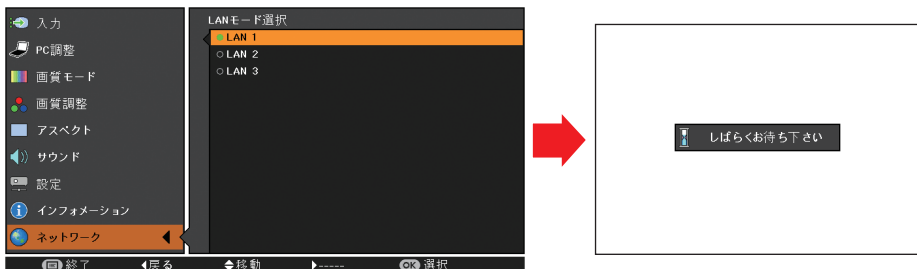 入力
PC調整
画質モード
画質調整
アスペクト
サウンド
設定
インフォメーション
ネットワーク
LANモード選択
LAN 1
LAN 2
LAN 3
終了 戻る 移動 ----- OK 選択
しばらくお待ち下さい